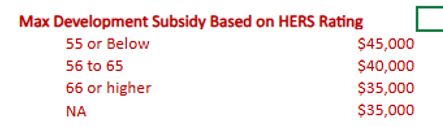 Max Development Subsidy Based on HERS Rating
55 or Below $45,000
56 to 65 $40,000
66 or higher $35,000
NA $35,000